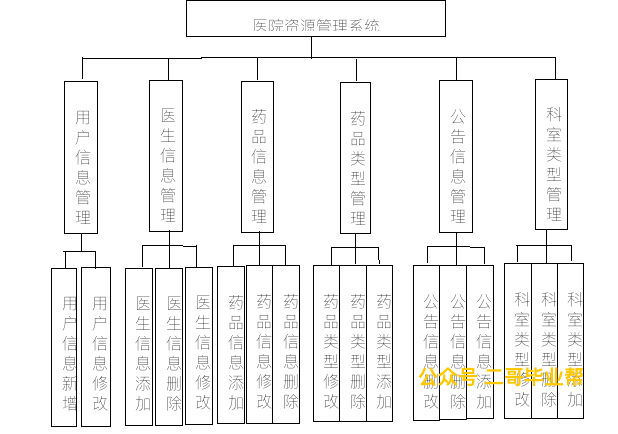 医院资源管理系统
用户信息管理
医生信息管理
药品信息管理
药品类型管理
公告信息管理
科室类型管理
用户信息新增
用户信息修改
医生信息添加
医生信息删除
医生信息修改
药品信息添加
药品信息修改
药品信息删除
药品类型修改
药品类型删除
药品类型添加
公告信息修改
公告信息删除
公告信息添加
科室类型修改
科室类型删除
科室类型添加
公众号 二哥毕业帮